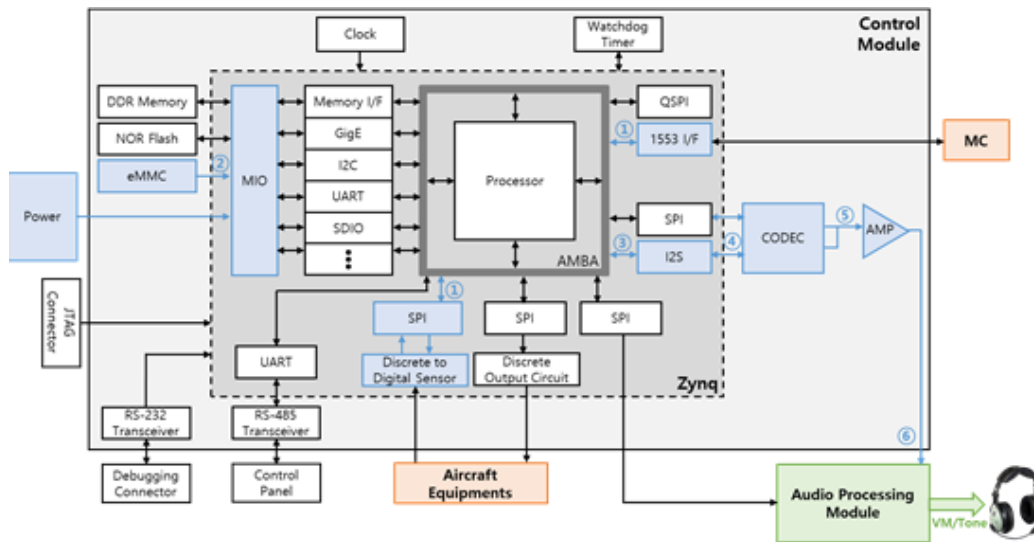 Control
Module
Clock
Watchdog
Timer
DDR Memory
NOR Flash
eMMC
②
Power
MIO
Memory I/F
GigE
I2C
UART
SDIO
Processor
AMBA
QSPI
①
1553 I/F
MC
SPI
③
I2S
④
CODEC
⑤
AMP
①
SPI
SPI
SPI
JTAG
Connector
UART
Discrete to
Digital Sensor
Discrete
Output Circuit
Zynq
RS-232
Transceiver
RS-485
Transceiver
⑥
Debugging
Connector
Control
Panel
Aircraft
Equipments
Audio Processing
Module
VM/Tone